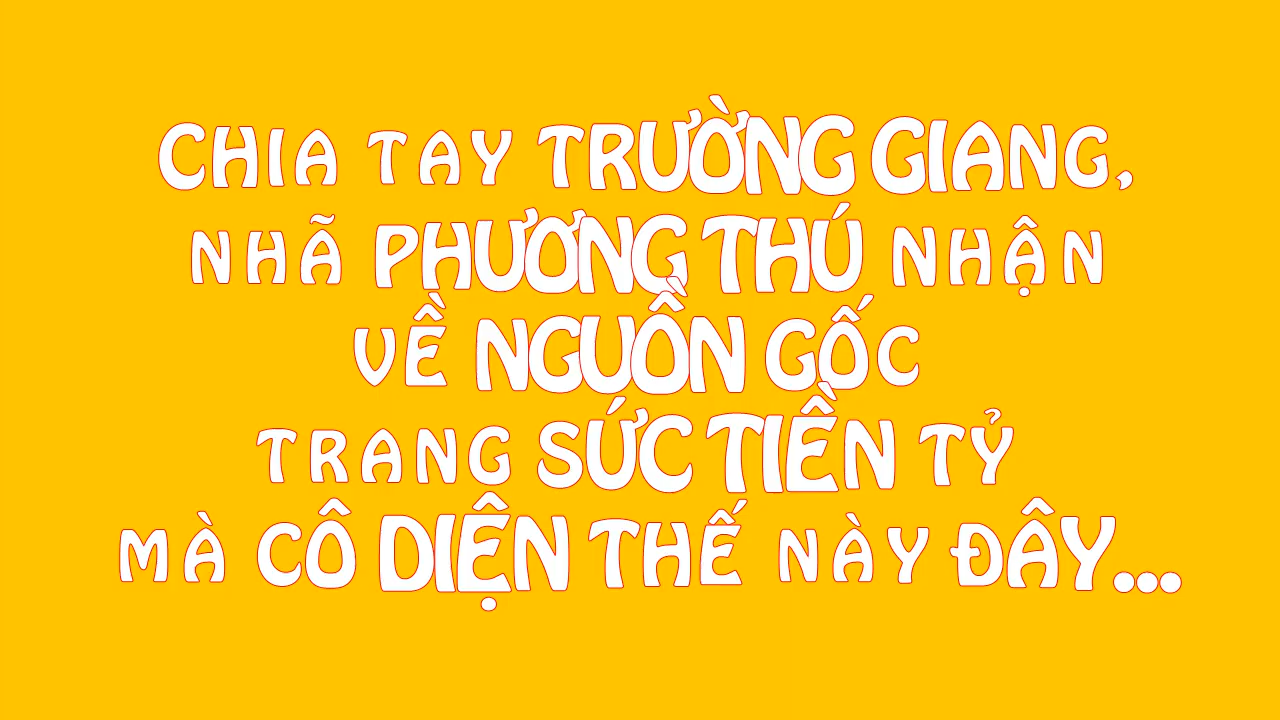 CHIA TAY TRƯỜNG GIANG,
NHÃ PHƯƠNG THÚ NHẬN
VỀ NGUỒN GỐC
TRANG SỨC TIỀN TỶ
MÀ CÔ DIỆN THẾ NÀY ĐÂY...